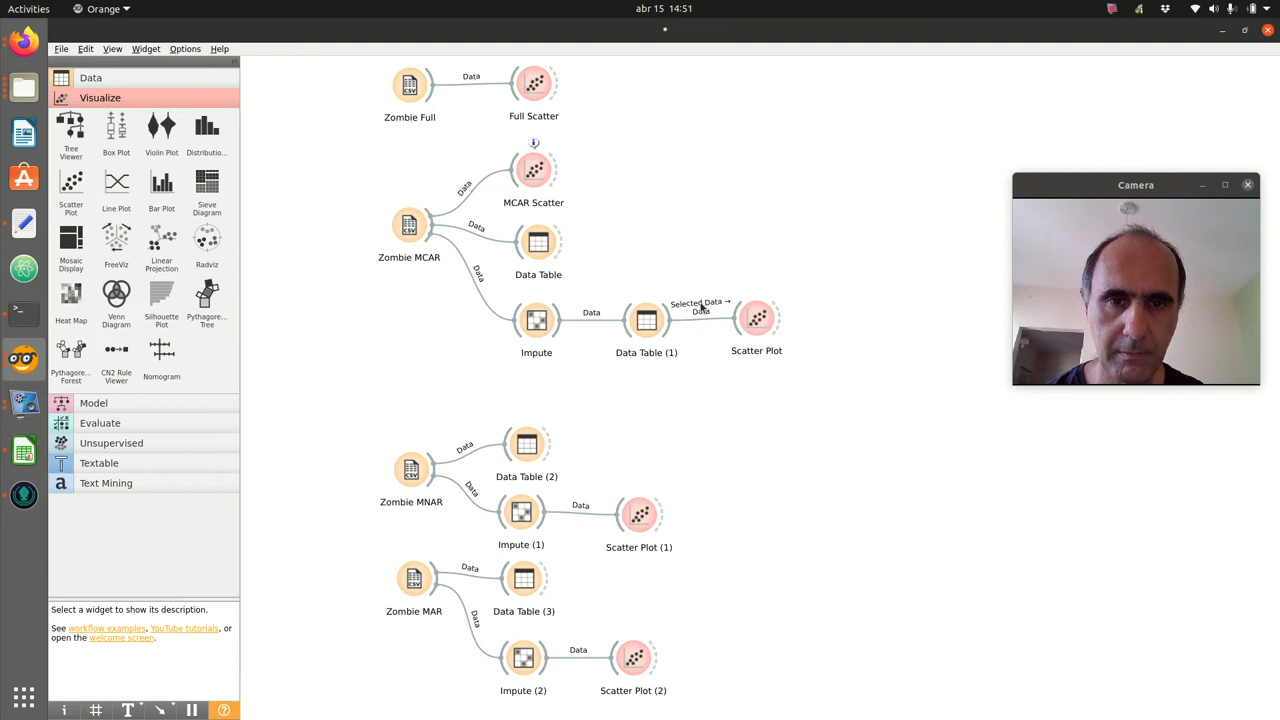 Activities
Orange
abr 15 14:51
*
File Edit View Widget Options Help
Data
Visualize
Tree Viewer
Box Plot
Violin Plot
Distributio...
Scatter Plot
Line Plot
Bar Plot
Sieve Diagram
Mosaic Display
FreeViz
Linear Projection
Radviz
Heat Map
Venn Diagram
Silhouette Plot
Pythagore... Tree
Pythagore... Forest
CN2 Rule Viewer
Nomogram
Model
Evaluate
Unsupervised
Textable
Text Mining
Select a widget to show its description.
See workflow examples, YouTube tutorials, or
open the welcome screen.
Data
Zombie Full
Full Scatter
Data
MCAR Scatter
Data
Zombie MCAR
Data Table
Data
Data
Selected Data →
Data
Impute
Data Table (1)
Scatter Plot
Data
Data Table (2)
Zombie MNAR
Data
Data
Impute (1)
Scatter Plot (1)
Data
Zombie MAR
Data Table (3)
Data
Data
Impute (2)
Scatter Plot (2)
Camera